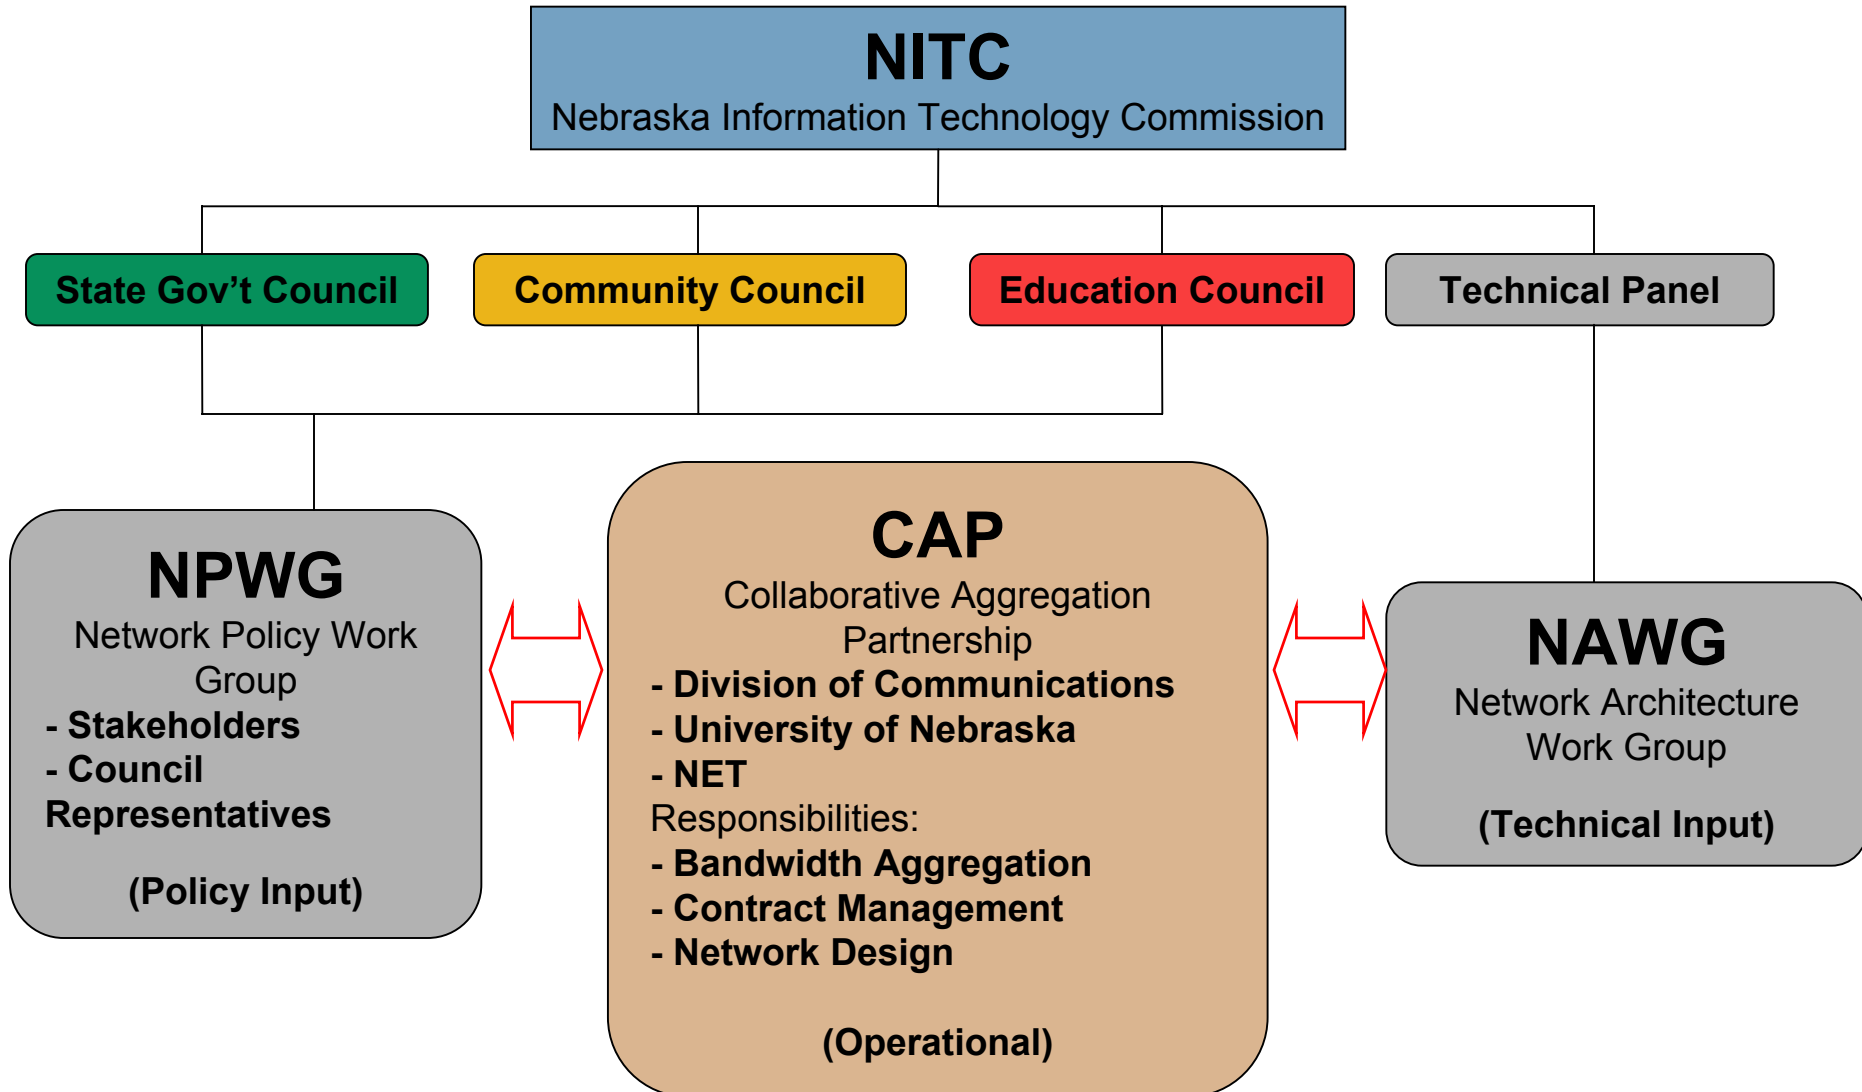 NITC
Nebraska Information Technology Commission
State Gov’t Council
Community Council
Education Council
Technical Panel
NPWG
Network Policy Work
Group
- Stakeholders
- Council
Representatives
(Policy Input)
CAP
Collaborative Aggregation
Partnership
- Division of Communications
- University of Nebraska
- NET
Responsibilities:
- Bandwidth Aggregation
- Contract Management
- Network Design
(Operational)
NAWG
Network Architecture
Work Group
(Technical Input)